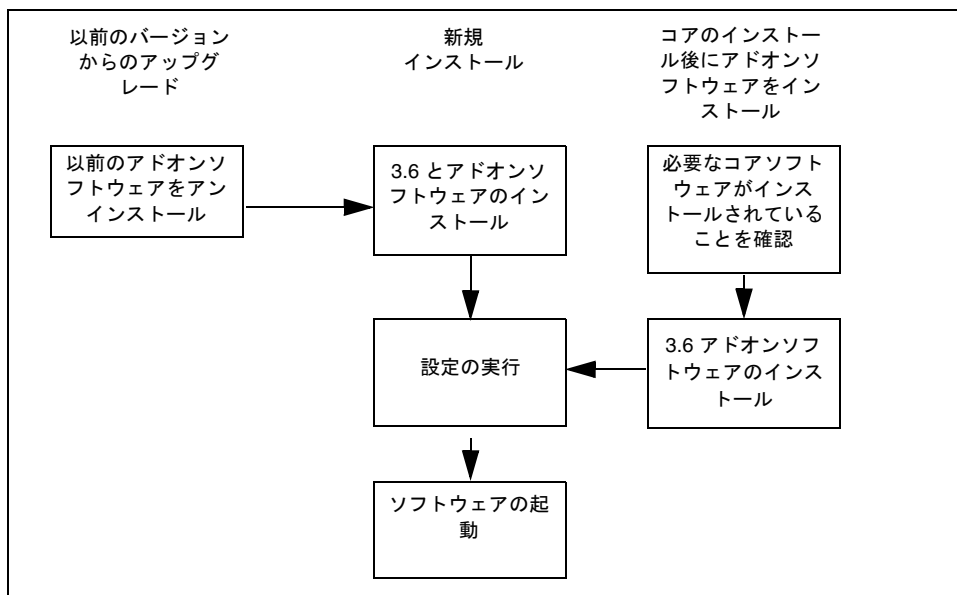 以前のバージョン
からのアップグ
レード
新規
インストール
コアのインストー
ル後にアドオンソ
フトウェアをイン
ストール
以前のアドオンソ
フトウェアをアン
インストール
3.6 とアドオンソ
フトウェアのイン
ストール
必要なコアソフト
ウェアがインス
トールされている
ことを確認
設定の実行
3.6 アドオンソフ
トウェアのインス
トール
ソフトウェアの起
動